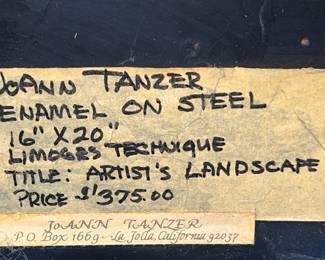 JoANN TANZER
ENAMEL ON STEEL
16" X 20"
LIMOGES TECHNIQUE
TITLE: ARTIST'S LANDSCAPE
PRICE $375.00
JoANN TANZER
P.O. Box 1669 - La Jolla, California 92037